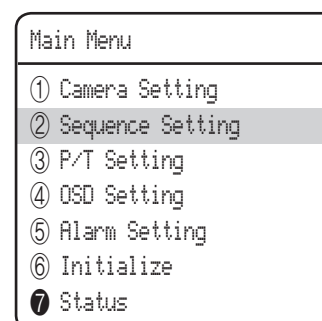 Main Menu
① Camera Setting
② Sequence Setting
③ P/T Setting
④ OSD Setting
⑤ Alarm Setting
⑥ Initialize
❼ Status